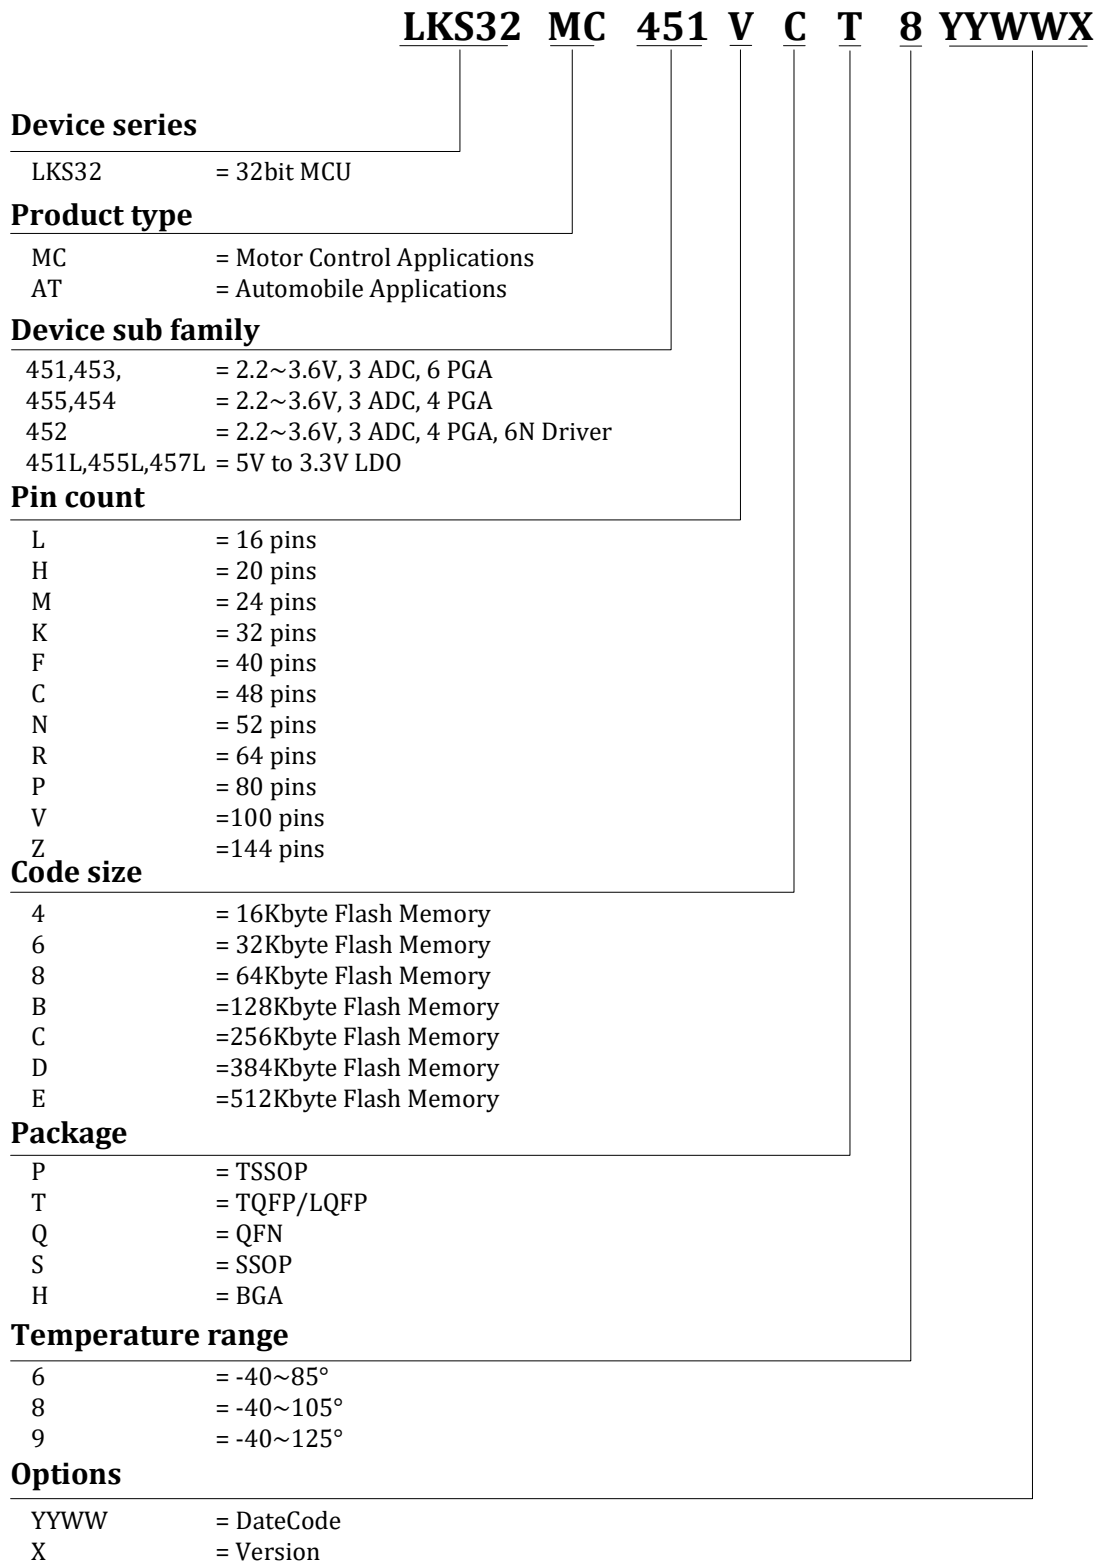 LKS32 MC 451 V C T 8 YYWWX
Device series
LKS32 = 32bit MCU
Product type
MC = Motor Control Applications
AT = Automobile Applications
Device sub family
451,453, = 2.2~3.6V, 3 ADC, 6 PGA
455,454 = 2.2~3.6V, 3 ADC, 4 PGA
452 = 2.2~3.6V, 3 ADC, 4 PGA, 6N Driver
451L,455L,457L = 5V to 3.3V LDO
Pin count
L = 16 pins
H = 20 pins
M = 24 pins
K = 32 pins
F = 40 pins
C = 48 pins
N = 52 pins
R = 64 pins
P = 80 pins
V =100 pins
Z =144 pins
Code size
4 = 16Kbyte Flash Memory
6 = 32Kbyte Flash Memory
8 = 64Kbyte Flash Memory
B =128Kbyte Flash Memory
C =256Kbyte Flash Memory
D =384Kbyte Flash Memory
E =512Kbyte Flash Memory
Package
P = TSSOP
T = TQFP/LQFP
Q = QFN
S = SSOP
H = BGA
Temperature range
6 = -40~85°
8 = -40~105°
9 = -40~125°
Options
YYWW = DateCode
X = Version